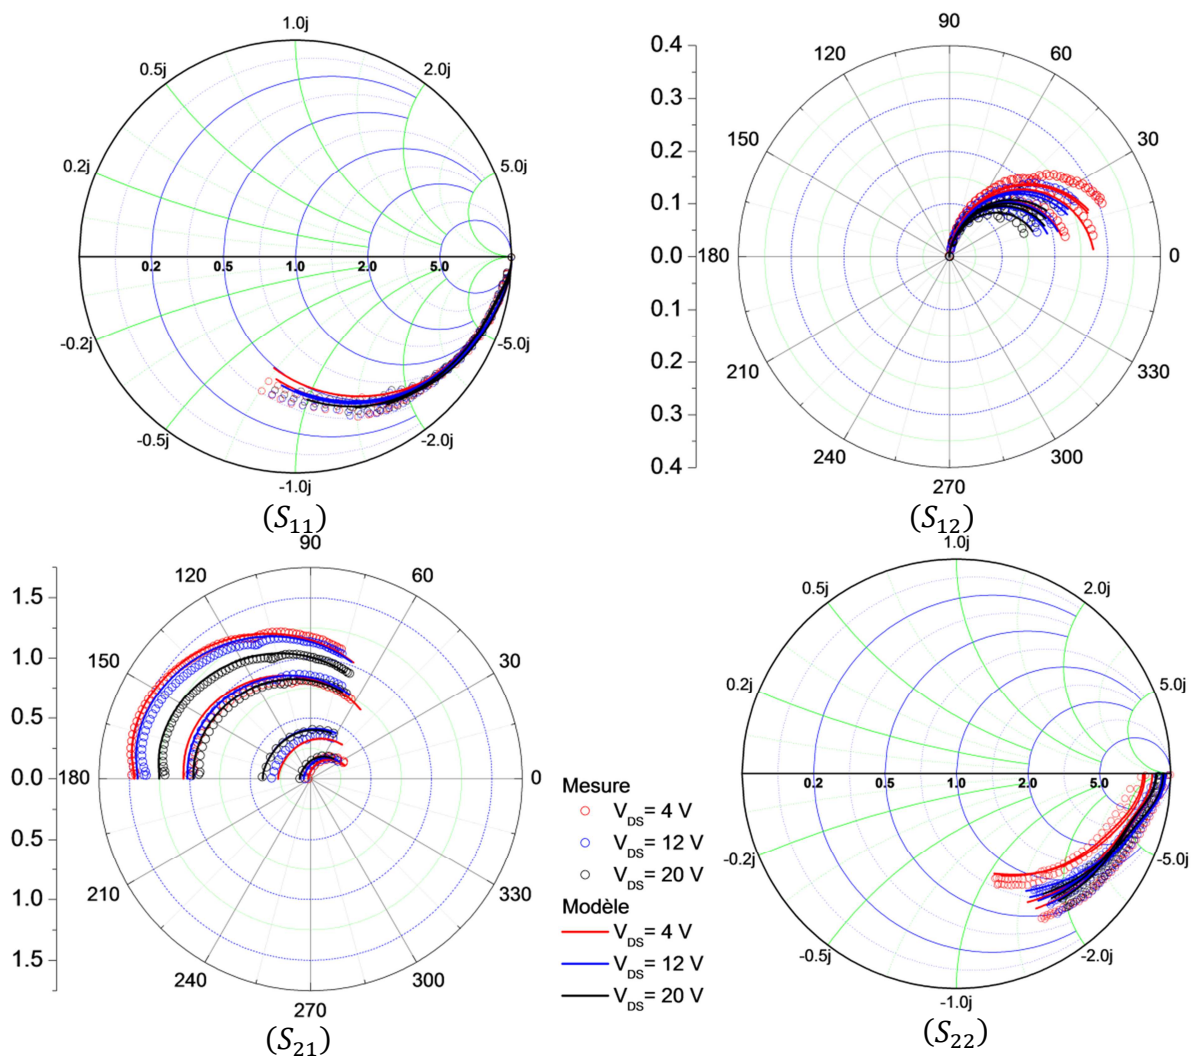 1.0j
0.5j
2.0j
0.2j
5.0j
0.2
0.5
1.0
2.0
5.0
-0.2j
-5.0j
-0.5j
-2.0j
-1.0j
(S11)
0.4
0.3
0.2
0.1
0.0
0.1
0.2
0.3
0.4
90
120
60
150
30
180
0
210
330
240
300
270
(S12)
1.5
1.0
0.5
0.0
0.5
1.0
1.5
90
120
60
150
30
180
0
210
330
240
300
270
(S21)
Mesure
VDS= 4 V
VDS= 12 V
VDS= 20 V
Modèle
VDS= 4 V
VDS= 12 V
VDS= 20 V
1.0j
0.5j
2.0j
0.2j
5.0j
0.2
0.5
1.0
2.0
5.0
-0.2j
-5.0j
-0.5j
-2.0j
-1.0j
(S22)